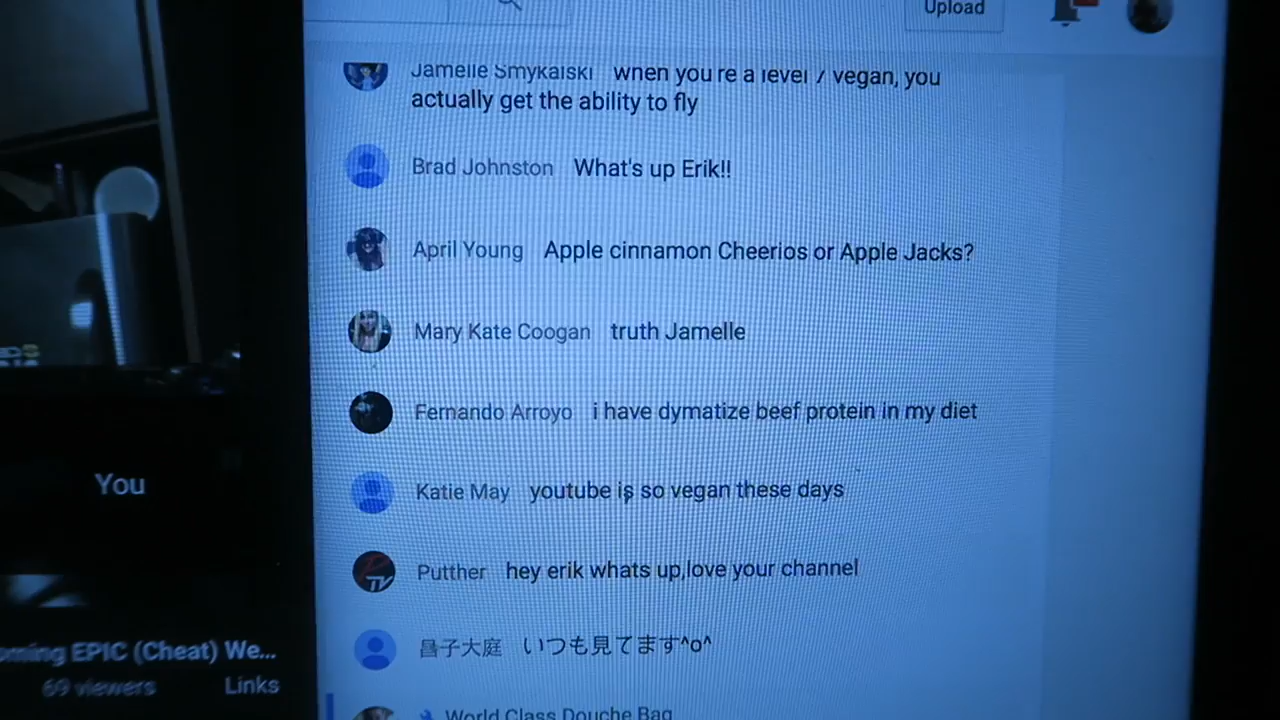 Upload
Jamelle Smykalski when you're a level 7 vegan, you
actually get the ability to fly
Brad Johnston What's up Erik!!
April Young Apple cinnamon Cheerios or Apple Jacks?
Mary Kate Coogan truth Jamelle
Fernando Arroyo i have dymatize beef protein in my diet
You
Katie May youtube is so vegan these days
Putther hey erik whats up,love your channel
昌子大庭 いつも見てます^o^
oming EPIC (Cheat) We...
69 viewers Links
World Class Douche Bag